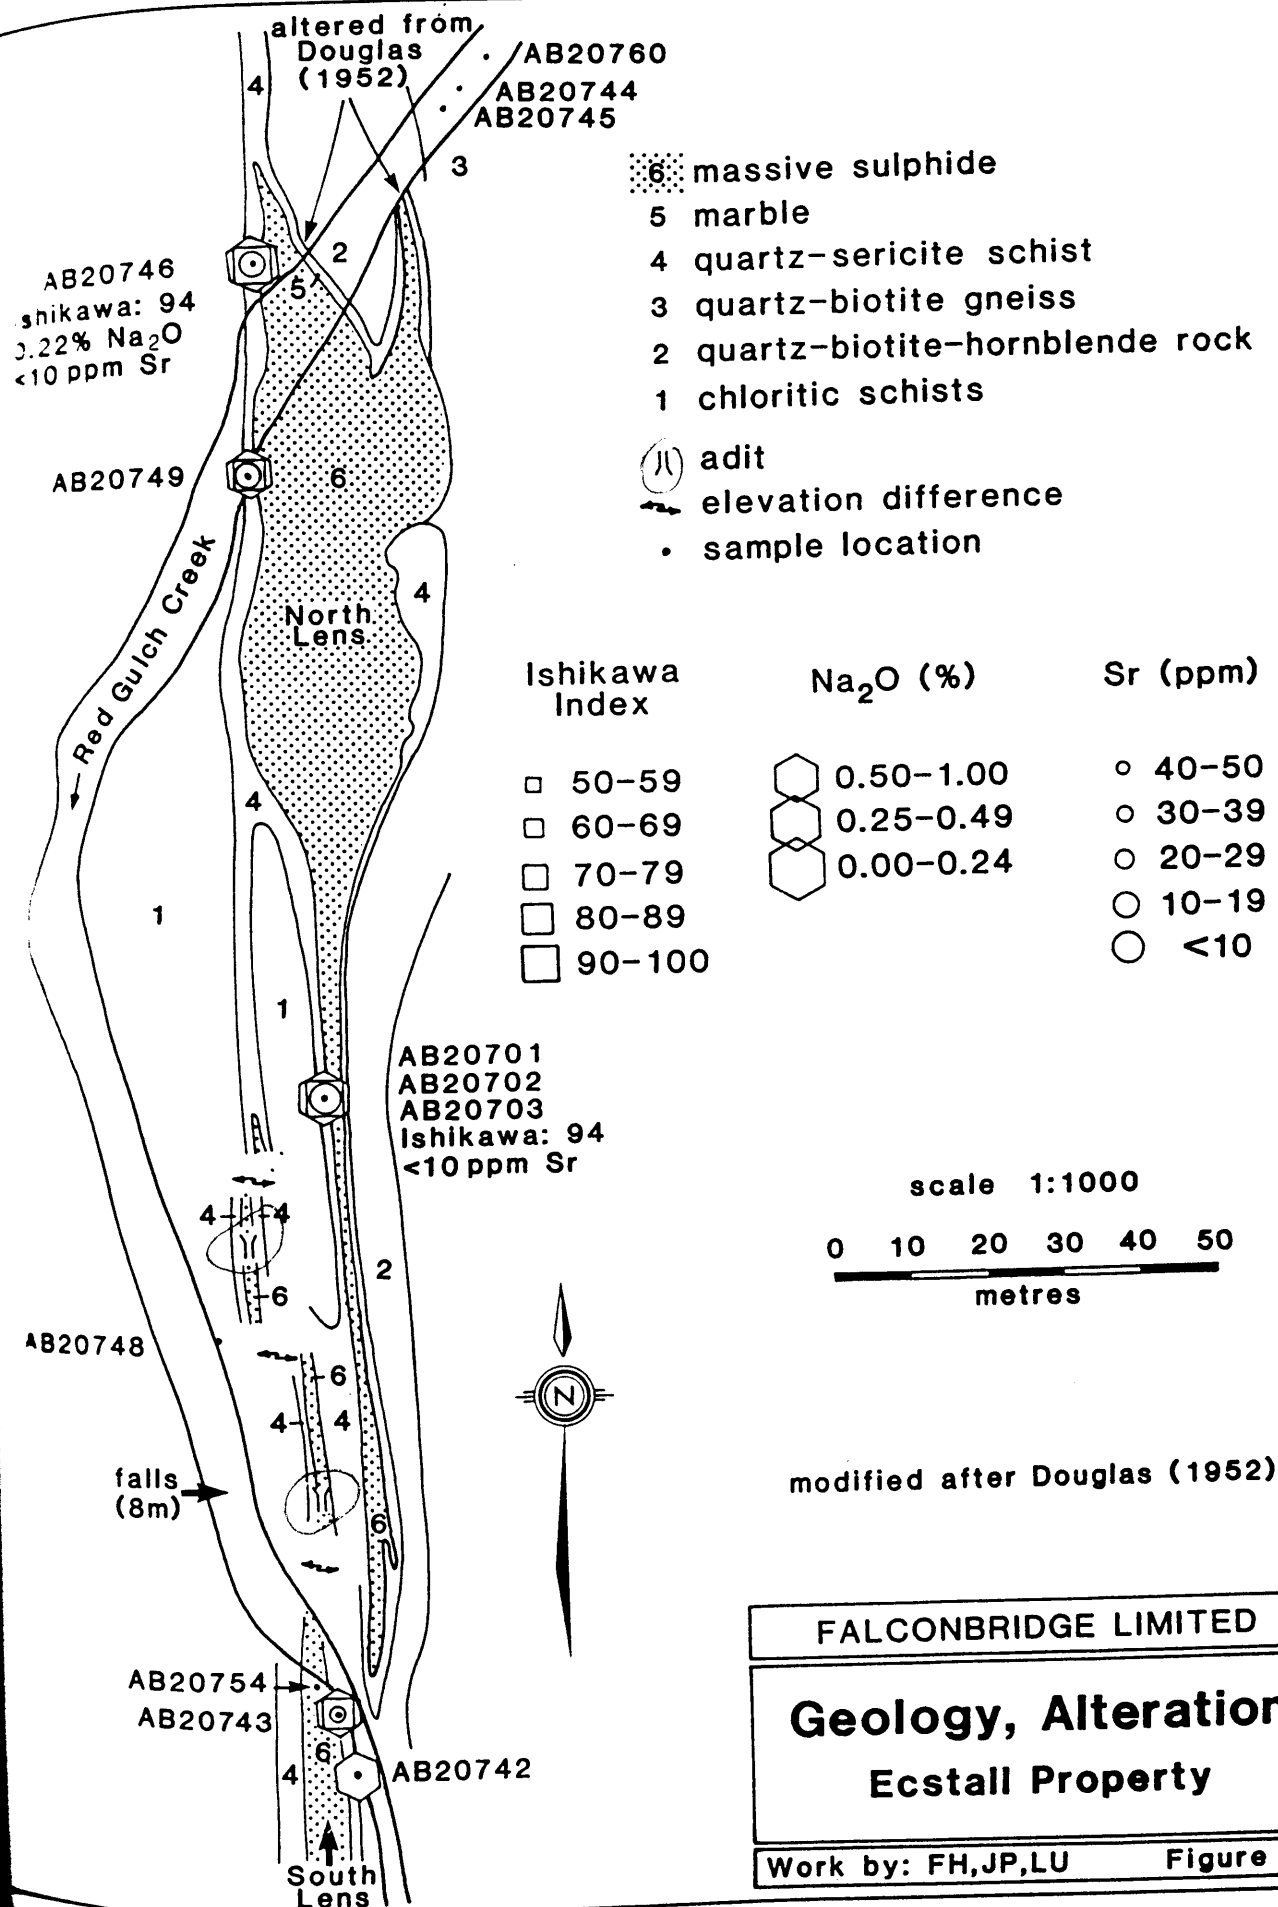 altered from
Douglas
(1952)
AB20760
AB20744
AB20745
4
3
6 massive sulphide
5 marble
4 quartz-sericite schist
3 quartz-biotite gneiss
2 quartz-biotite-hornblende rock
1 chloritic schists
adit
elevation difference
sample location
2
5
AB20746
shikawa: 94
.22% Na₂O
<10 ppm Sr
AB20749
6
Red Gulch Creek
4
North
Lens
Ishikawa
Index
50-59
60-69
70-79
80-89
90-100
Na₂O (%)
0.50-1.00
0.25-0.49
0.00-0.24
Sr (ppm)
40-50
30-39
20-29
10-19
<10
4
1
1
AB20701
AB20702
AB20703
Ishikawa: 94
<10 ppm Sr
4
4
6
2
scale 1:1000
0 10 20 30 40 50
metres
AB20748
6
4
4
N
falls
(8m)
6
modified after Douglas (1952)
AB20754
AB20743
6
4
AB20742
South
Lens
FALCONBRIDGE LIMITED
Geology, Alteration
Ecstall Property
Work by: FH,JP,LU Figure